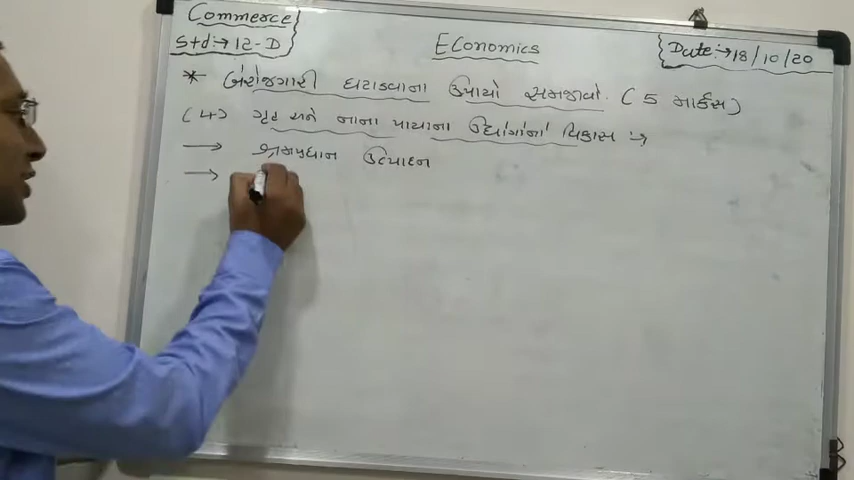 Commerce
Std:→12-D
Economics
Date:→18/10/20
* બેરોજગારી ઘટાડવાના ઉપાયો સમજાવો. (5 માર્કસ)
(4) ગૃહ અને નાના પાયાના ઉદ્યોગોનો વિકાસ :→
→ શ્રમપ્રધાન ઉત્પાદન
→